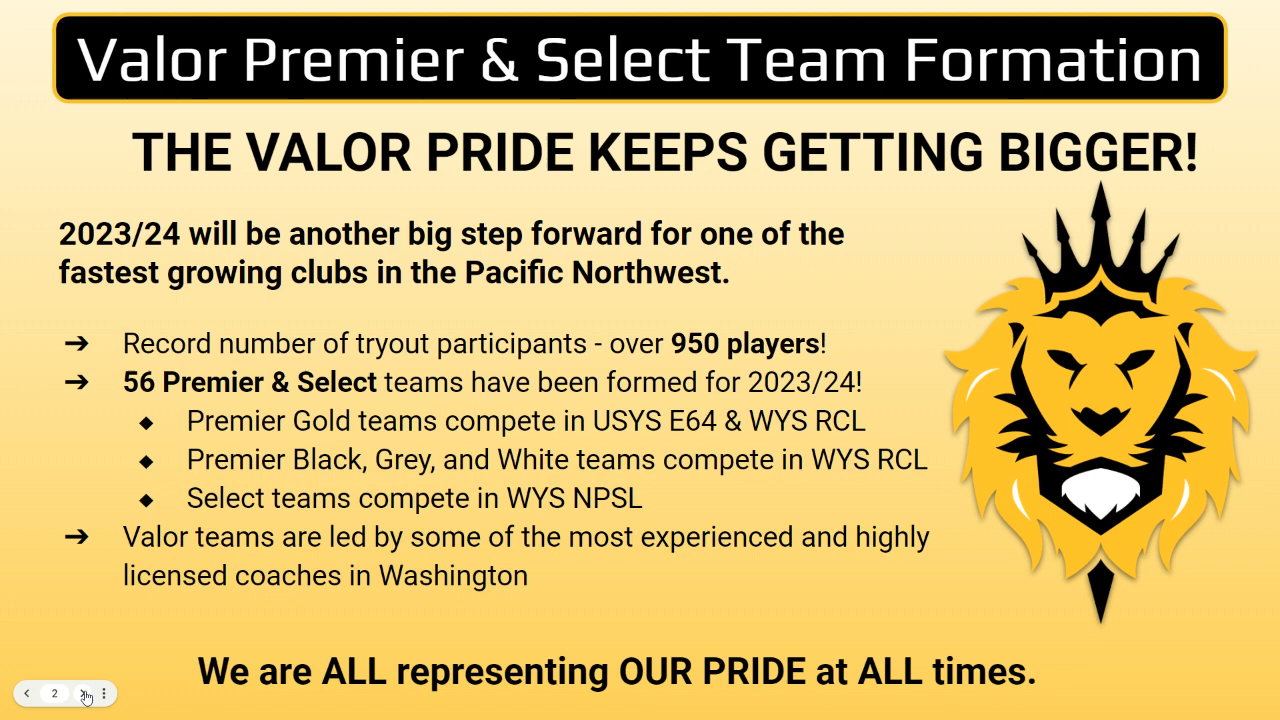 Valor Premier & Select Team Formation
THE VALOR PRIDE KEEPS GETTING BIGGER!
2023/24 will be another big step forward for one of the
fastest growing clubs in the Pacific Northwest.
➔ Record number of tryout participants - over 950 players!
➔ 56 Premier & Select teams have been formed for 2023/24!
◆ Premier Gold teams compete in USYS E64 & WYS RCL
◆ Premier Black, Grey, and White teams compete in WYS RCL
◆ Select teams compete in WYS NPSL
➔ Valor teams are led by some of the most experienced and highly
licensed coaches in Washington
We are ALL representing OUR PRIDE at ALL times.
2